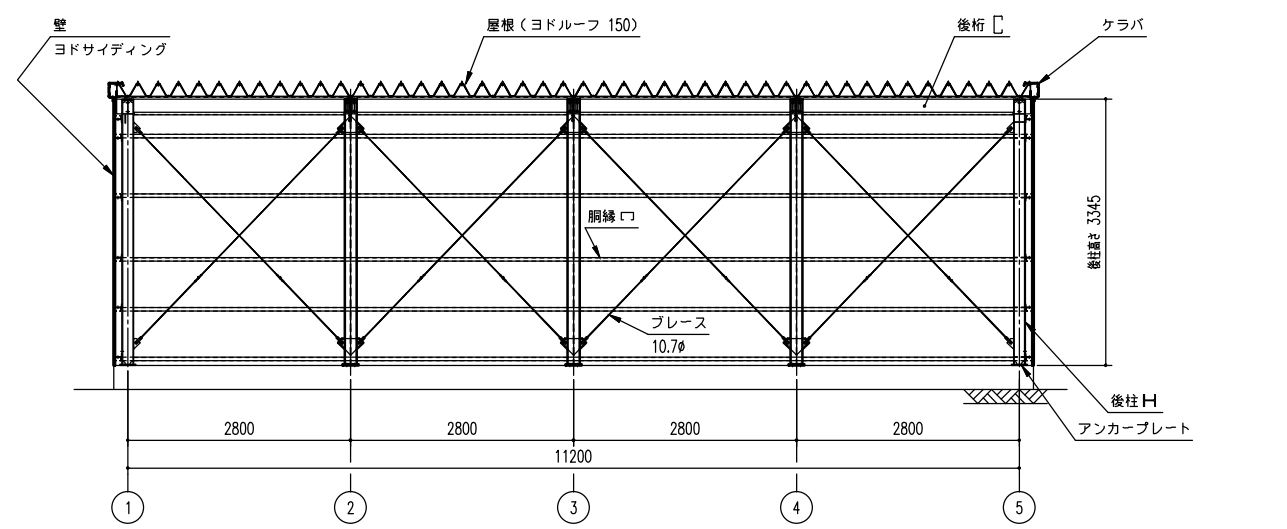 壁
ヨドサイディング
屋根(ヨドルーフ 150)
後桁
ケラバ
胴縁
後柱高さ 3345
ブレース
10.7φ
後柱 H
アンカープレート
2800
2800
2800
2800
11200
1
2
3
4
5